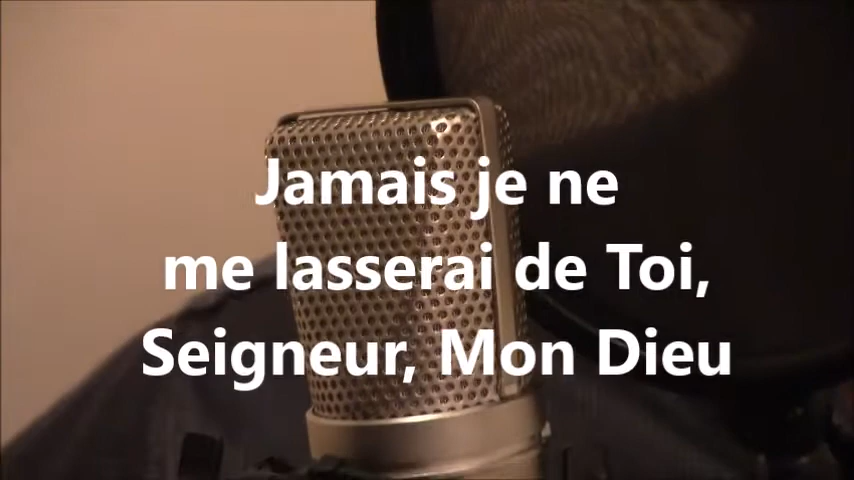 Jamais je ne
me lasserai de Toi,
Seigneur, Mon Dieu